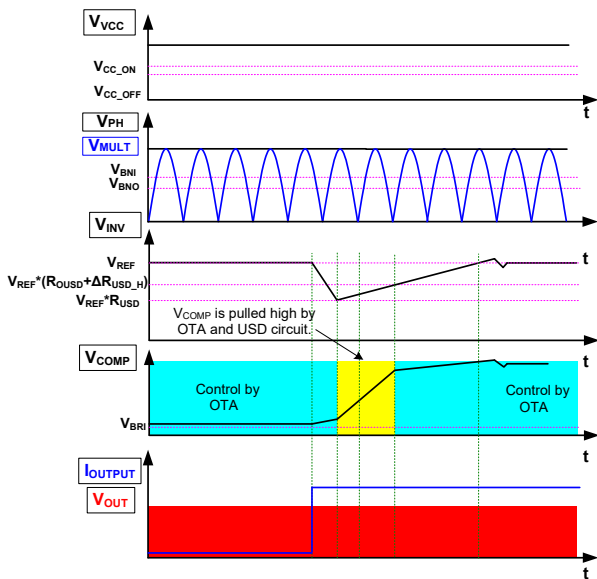 VVCC
VCC_ON
VCC_OFF
t
VPH
VMULT
VBNI
VBNO
t
VINV
VREF
VREF*(ROUSD+ΔRUSD_H)
VREF*RUSD
t
VCOMP is pulled high by
OTA and USD circuit.
VCOMP
Control by
OTA
Control by
OTA
VBRI
t
IOUTPUT
VOUT
t